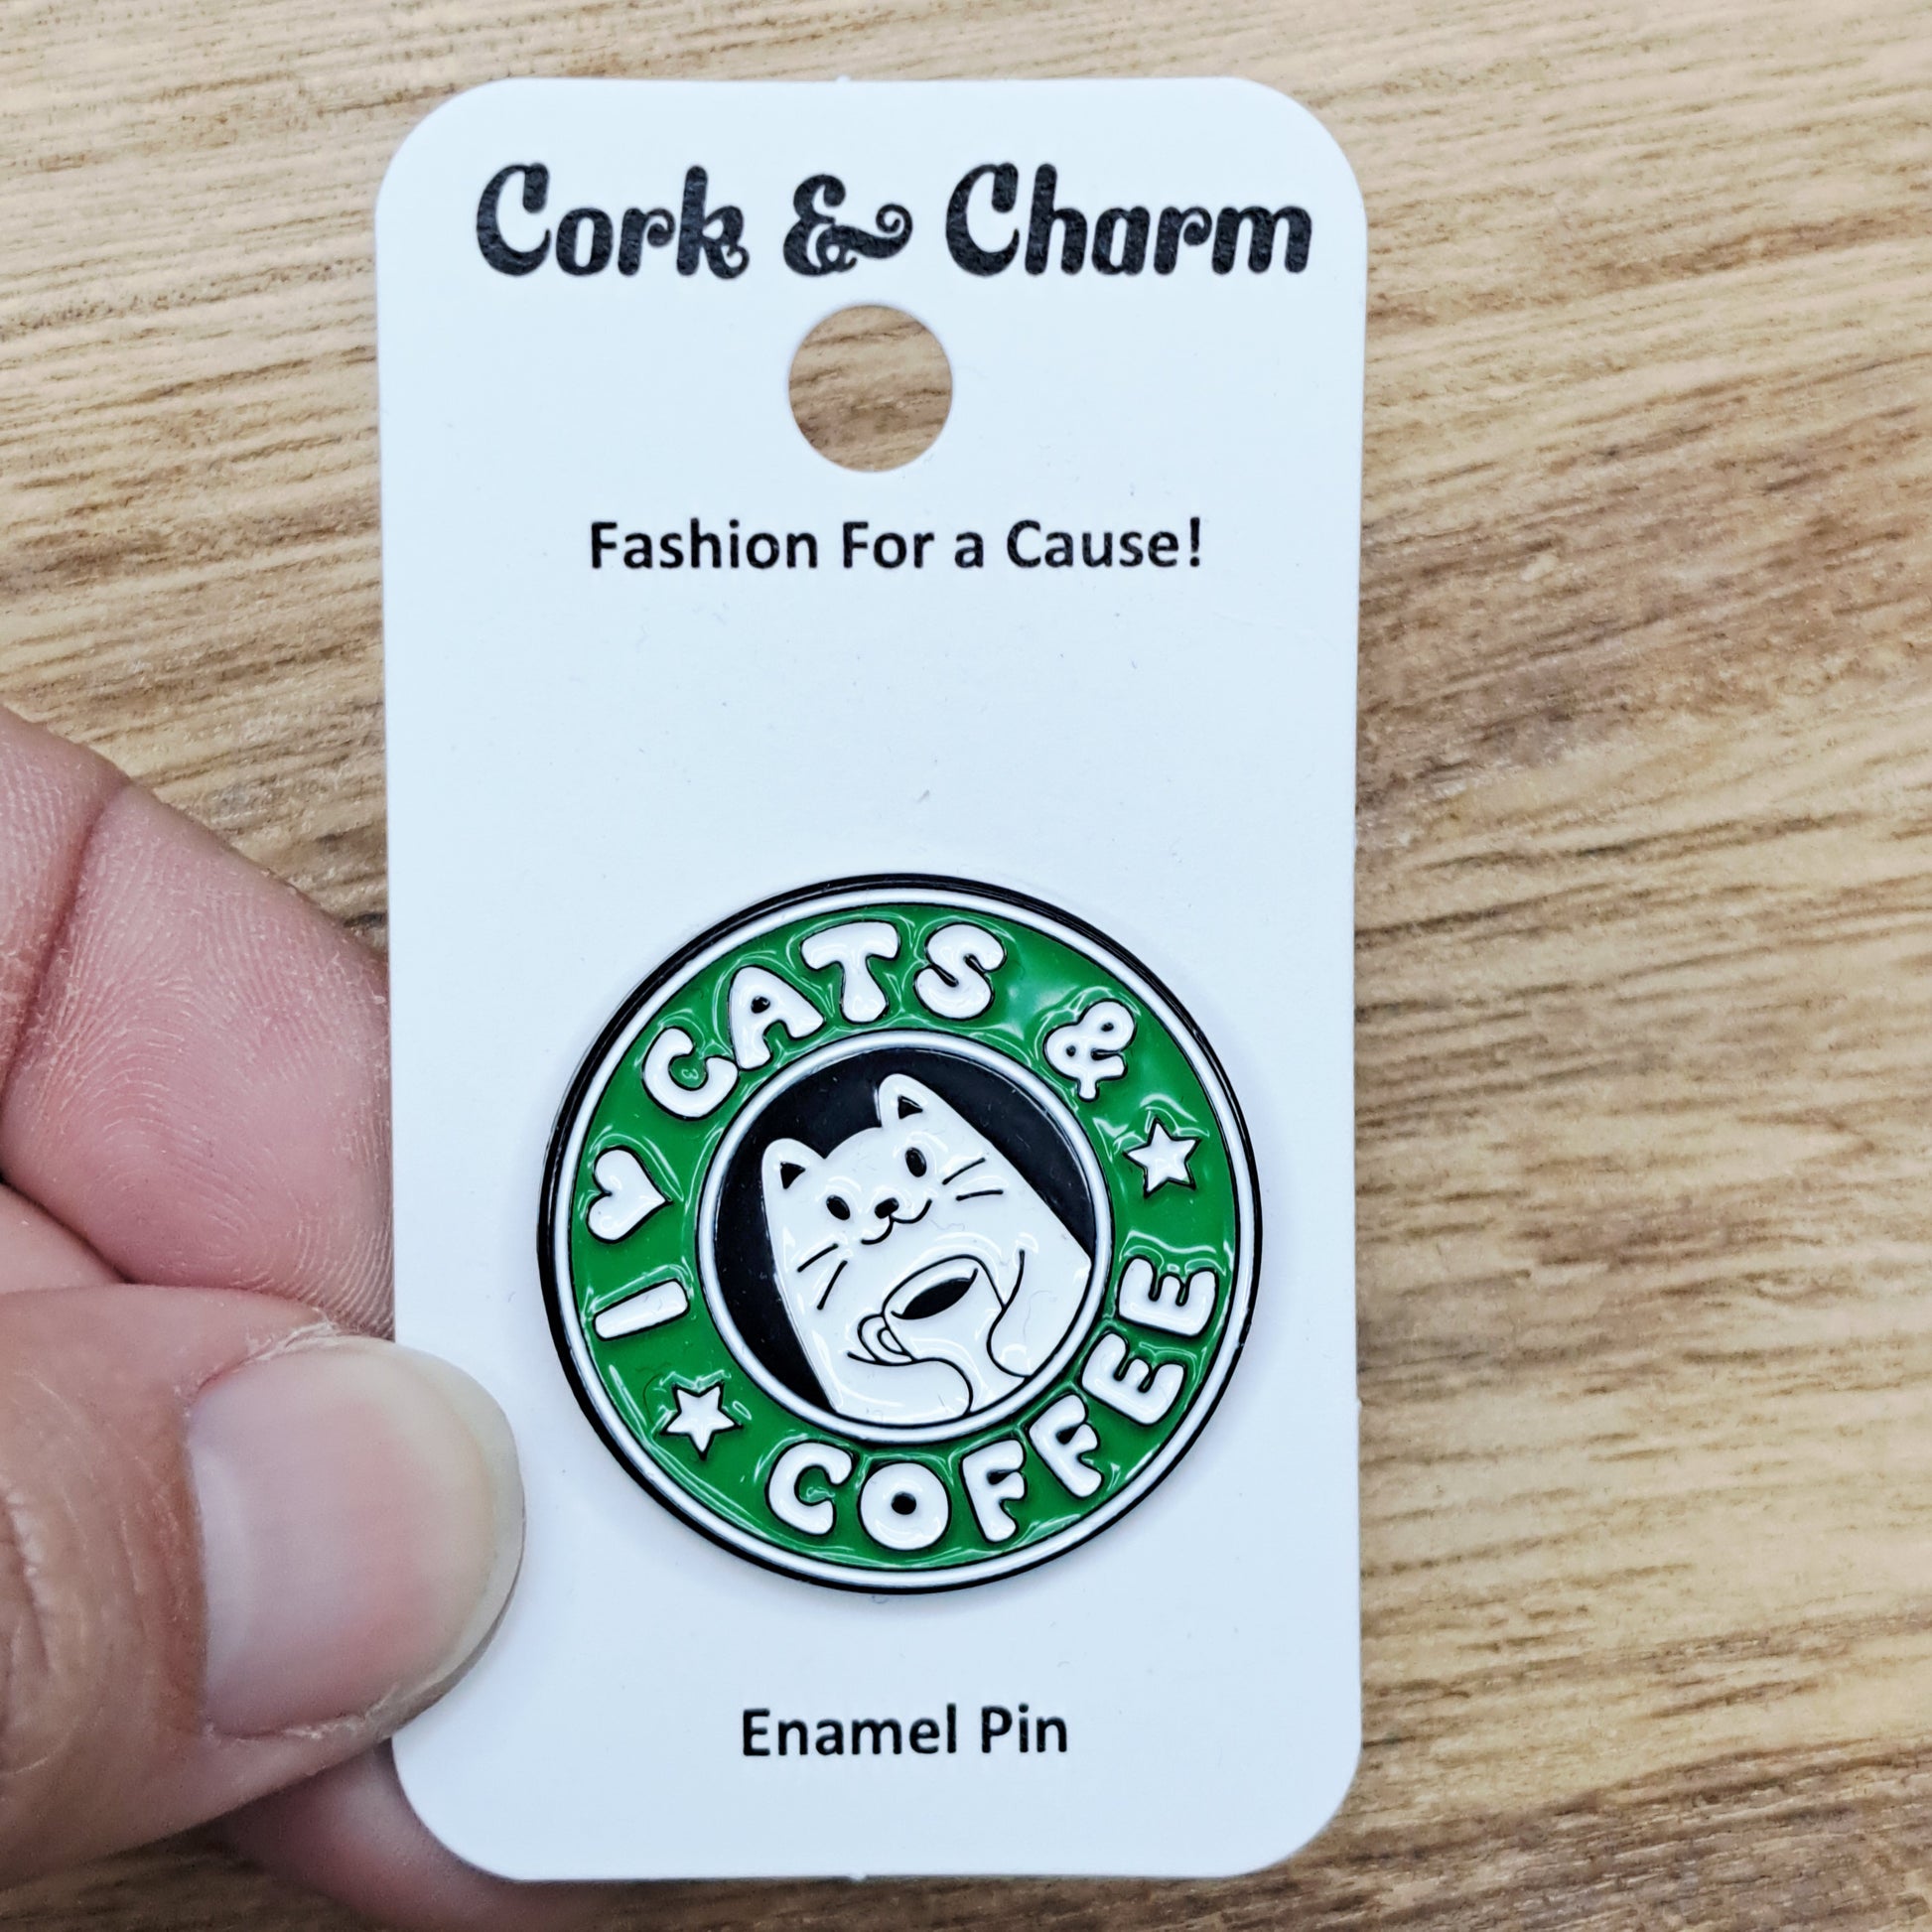 Cork & Charm
Fashion For a Cause!
I ♥ CATS &
COFFEE
Enamel Pin